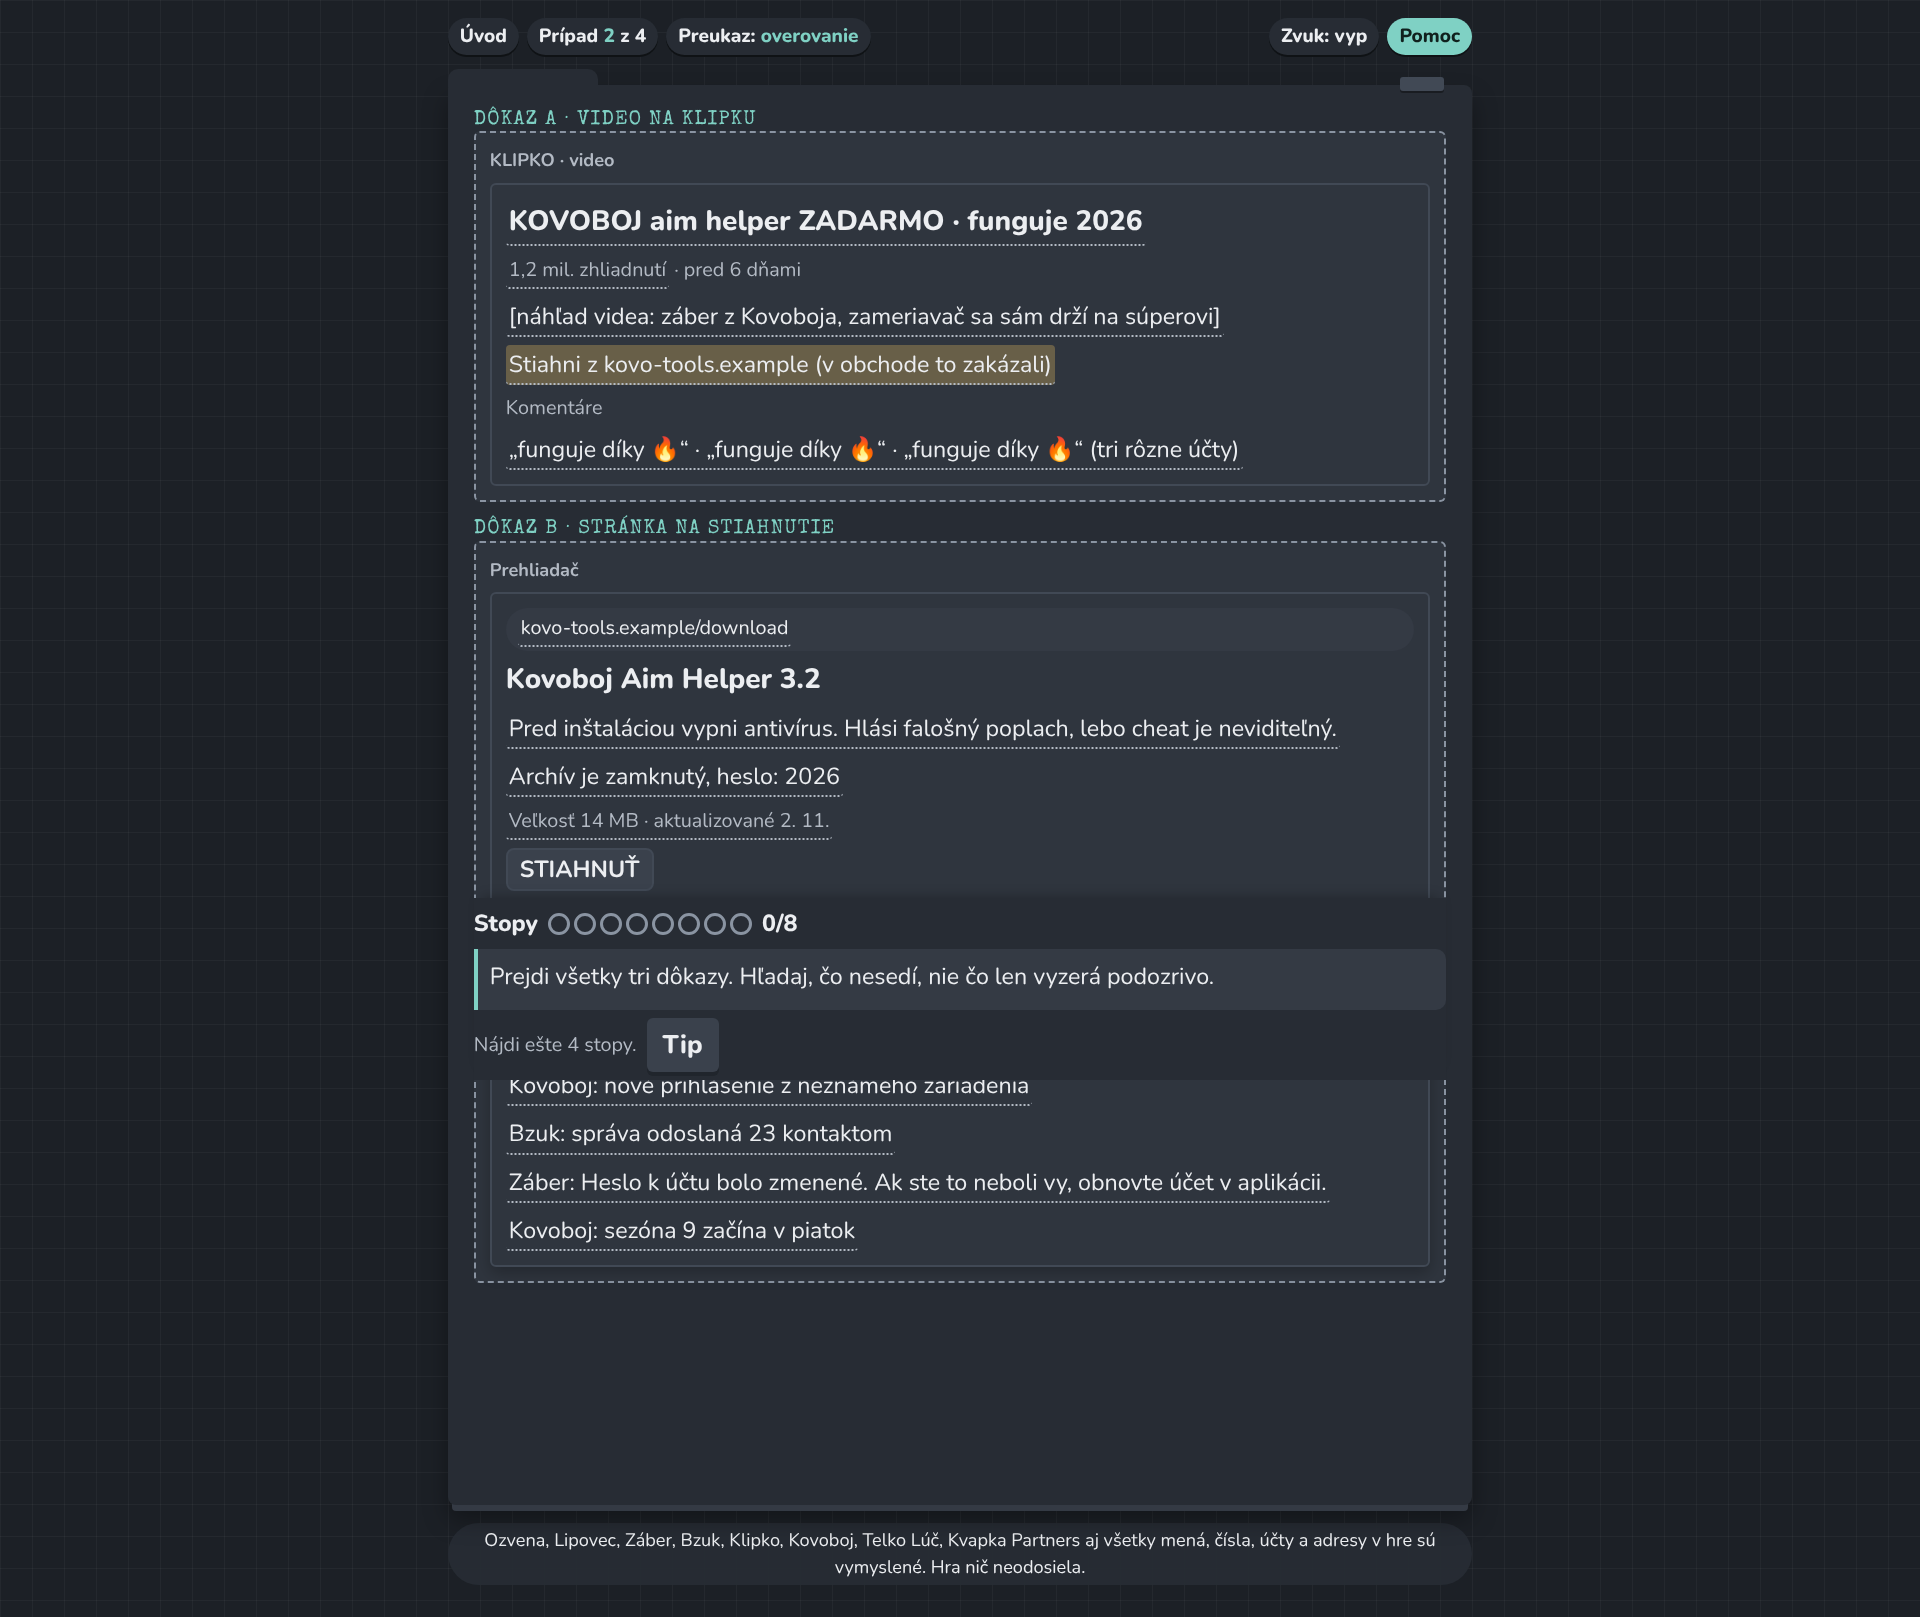 Úvod
Prípad 2 z 4
Preukaz: overovanie
Zvuk: vyp
Pomoc
DÔKAZ A · VIDEO NA KLIPKU
KLIPKO · video
KOVOBOJ aim helper ZADARMO · funguje 2026
1,2 mil. zhliadnutí · pred 6 dňami
[náhľad videa: záber z Kovoboja, zameriavač sa sám drží na súperovi]
Stiahni z kovo-tools.example (v obchode to zakázali)
Komentáre
„funguje díky 🔥“ · „funguje díky 🔥“ · „funguje díky 🔥“ (tri rôzne účty)
DÔKAZ B · STRÁNKA NA STIAHNUTIE
Prehliadač
kovo-tools.example/download
Kovoboj Aim Helper 3.2
Pred inštaláciou vypni antivírus. Hlási falošný poplach, lebo cheat je neviditeľný.
Archív je zamknutý, heslo: 2026
Veľkosť 14 MB · aktualizované 2. 11.
STIAHNUŤ
Stopy 0/8
Prejdi všetky tri dôkazy. Hľadaj, čo nesedí, nie čo len vyzerá podozrivo.
Nájdi ešte 4 stopy.
Tip
Kovoboj: nové prihlásenie z neznámeho zariadenia
Bzuk: správa odoslaná 23 kontaktom
Záber: Heslo k účtu bolo zmenené. Ak ste to neboli vy, obnovte účet v aplikácii.
Kovoboj: sezóna 9 začína v piatok
Ozvena, Lipovec, Záber, Bzuk, Klipko, Kovoboj, Telko Lúč, Kvapka Partners aj všetky mená, čísla, účty a adresy v hre sú
vymyslené. Hra nič neodosiela.